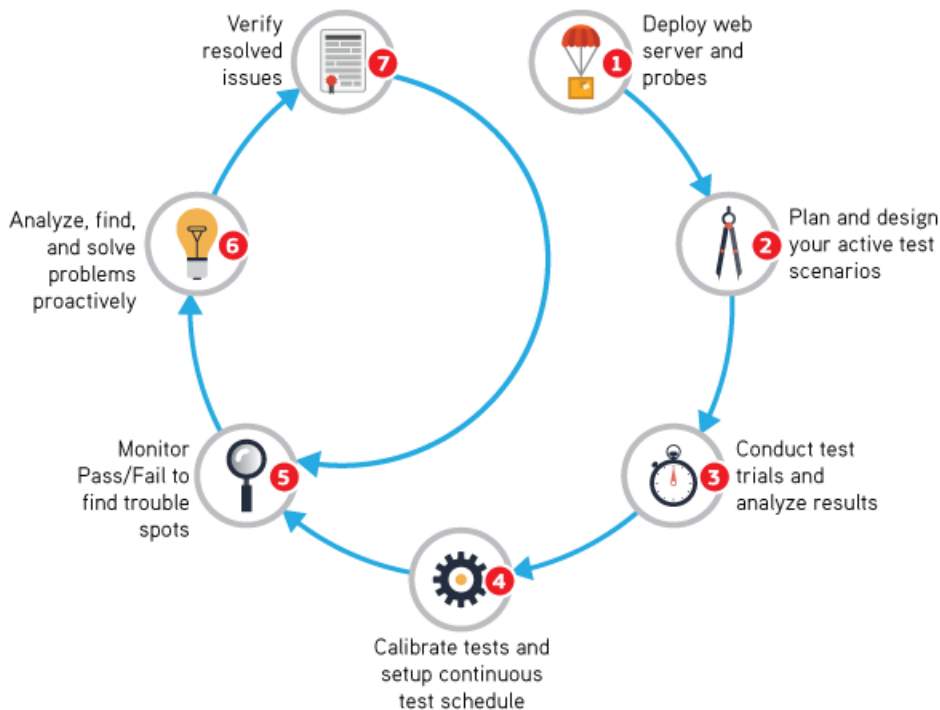 1
Deploy web
server and
probes
2
Plan and design
your active test
scenarios
3
Conduct test
trials and
analyze results
4
Calibrate tests and
setup continuous
test schedule
5
Monitor
Pass/Fail to
find trouble
spots
6
Analyze, find,
and solve
problems
proactively
7
Verify
resolved
issues